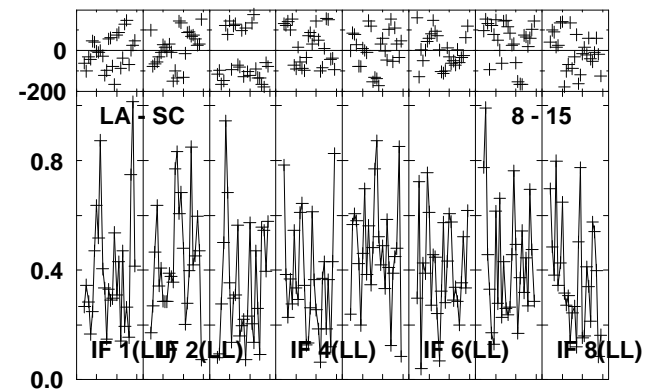 0
-200
LA - SC 8 - 15
0.8
0.4
IF 1(LL) IF 2(LL) IF 4(LL) IF 6(LL) IF 8(LL)
0.0